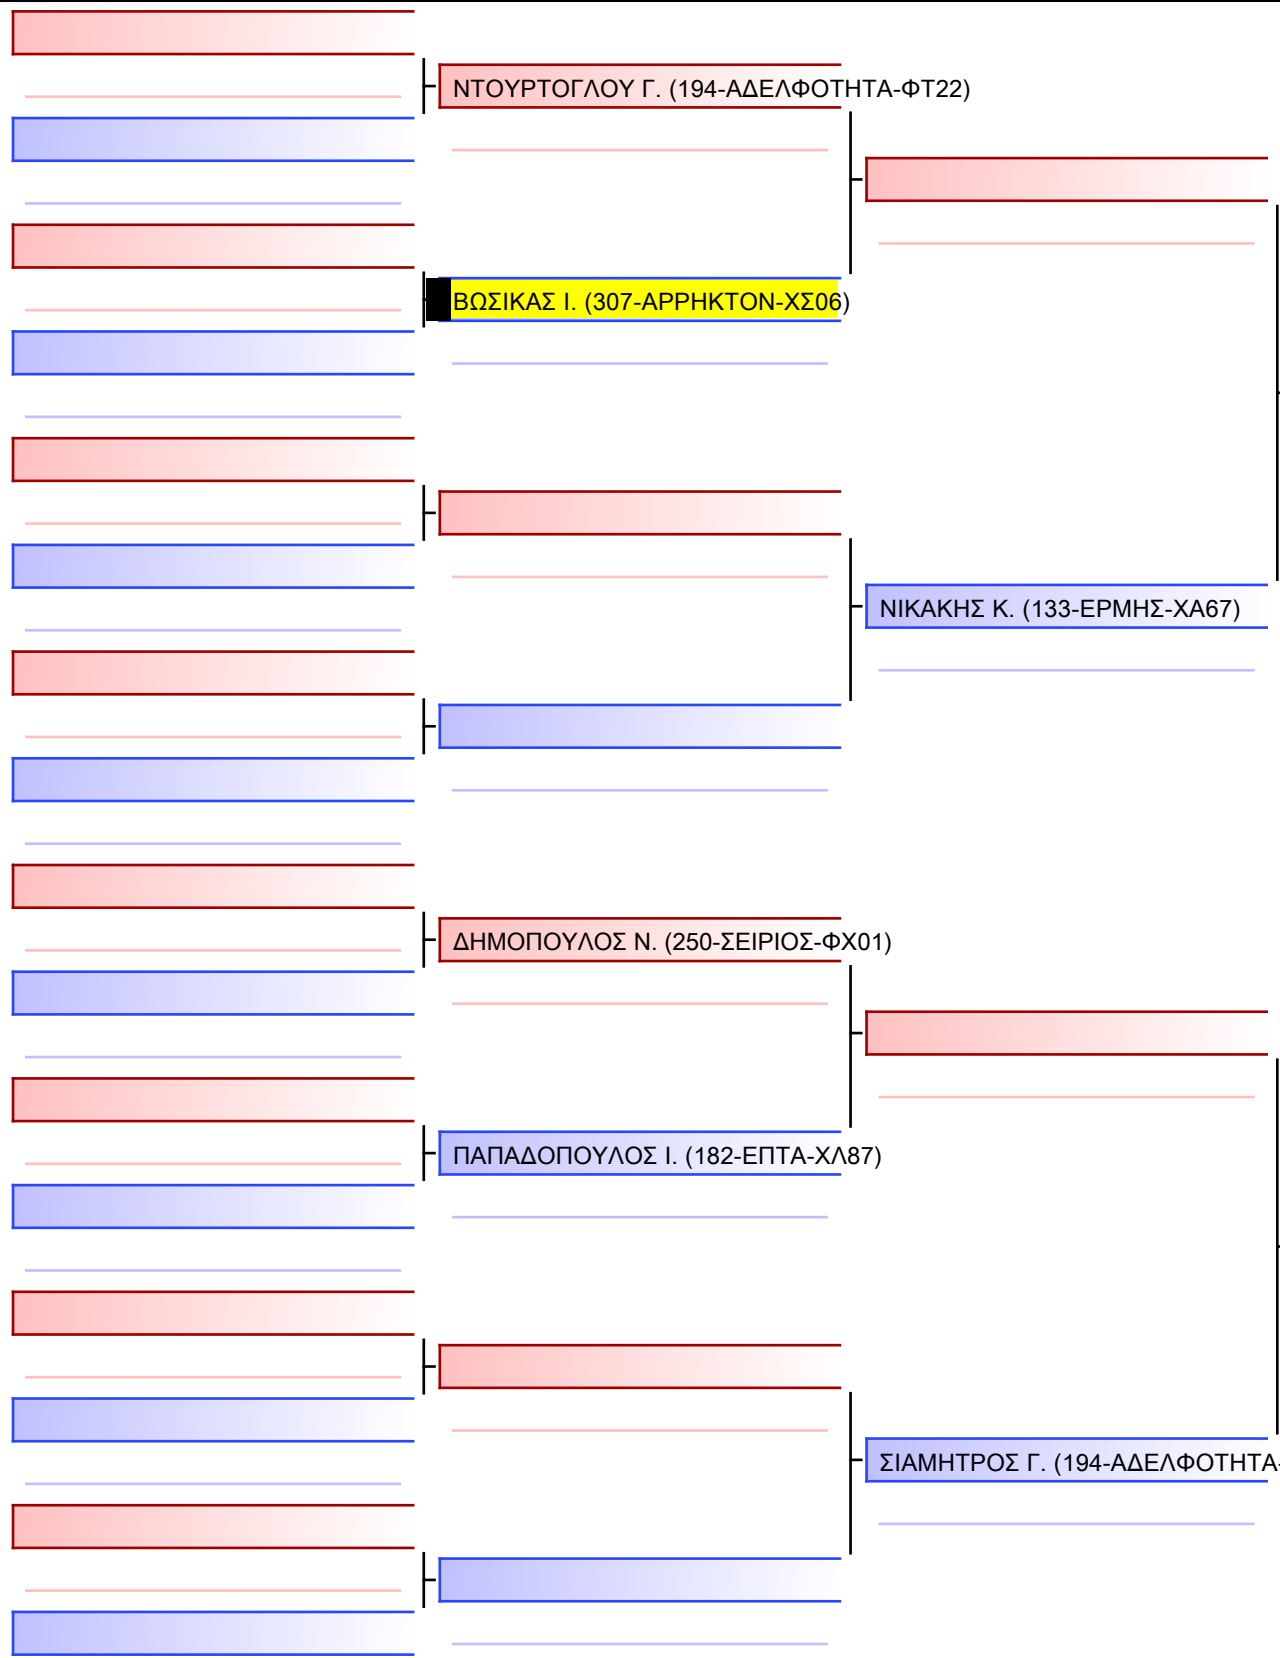 ΝΤΟΥΡΤΟΓΛΟΥ Γ. (194-ΑΔΕΛΦΟΤΗΤΑ-ΦΤ22)
ΒΩΣΙΚΑΣ Ι. (307-ΑΡΡΗΚΤΟΝ-ΧΣ06)
ΝΙΚΑΚΗΣ Κ. (133-ΕΡΜΗΣ-ΧΑ67)
ΔΗΜΟΠΟΥΛΟΣ Ν. (250-ΣΕΙΡΙΟΣ-ΦΧ01)
ΠΑΠΑΔΟΠΟΥΛΟΣ Ι. (182-ΕΠΤΑ-ΧΛ87)
ΣΙΑΜΗΤΡΟΣ Γ. (194-ΑΔΕΛΦΟΤΗΤΑ-